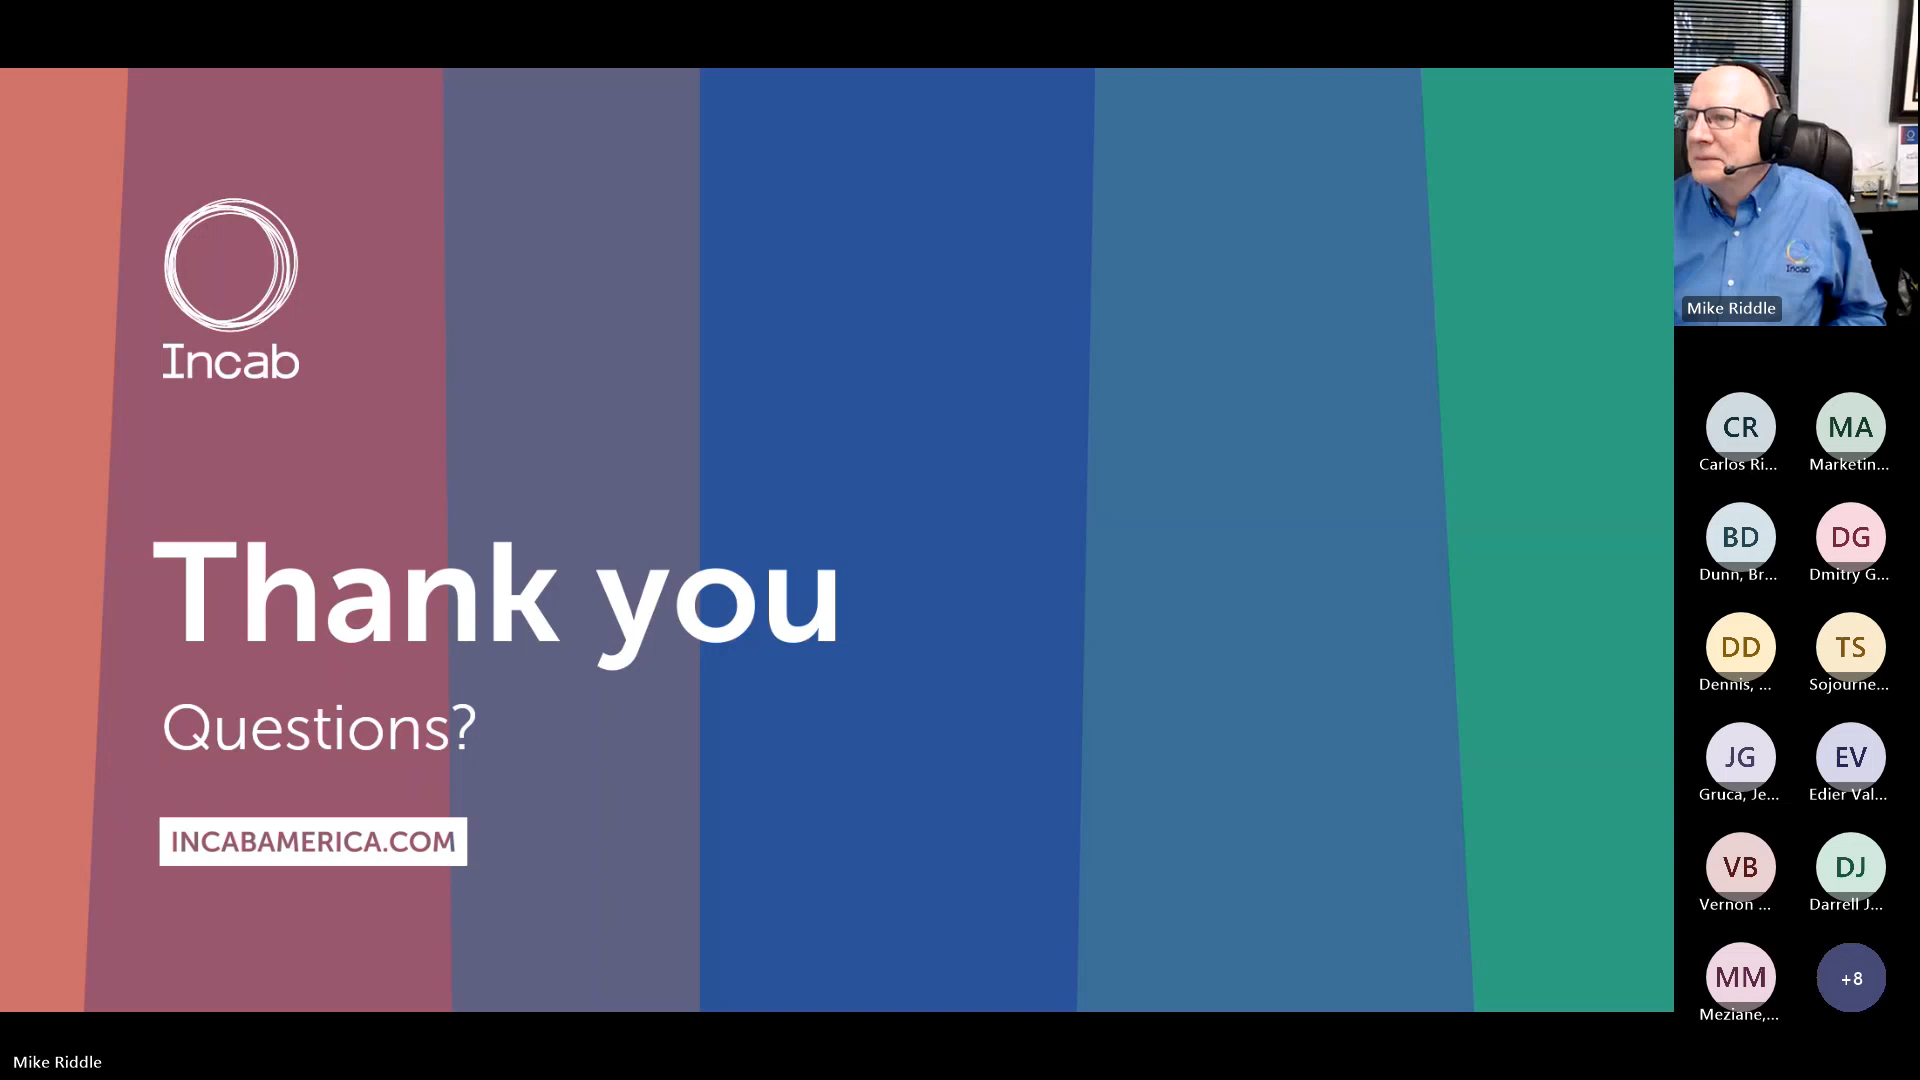 Incab
Thank you
Questions?
INCABAMERICA.COM
Incab
Mike Riddle
CR
MA
Carlos Ri...
Marketin...
BD
DG
Dunn, Br...
Dmitry G...
DD
TS
Dennis, ...
Sojourne...
JG
EV
Gruca, Je...
Edier Val...
VB
DJ
Vernon ...
Darrell J...
MM
+8
Meziane,...
Mike Riddle